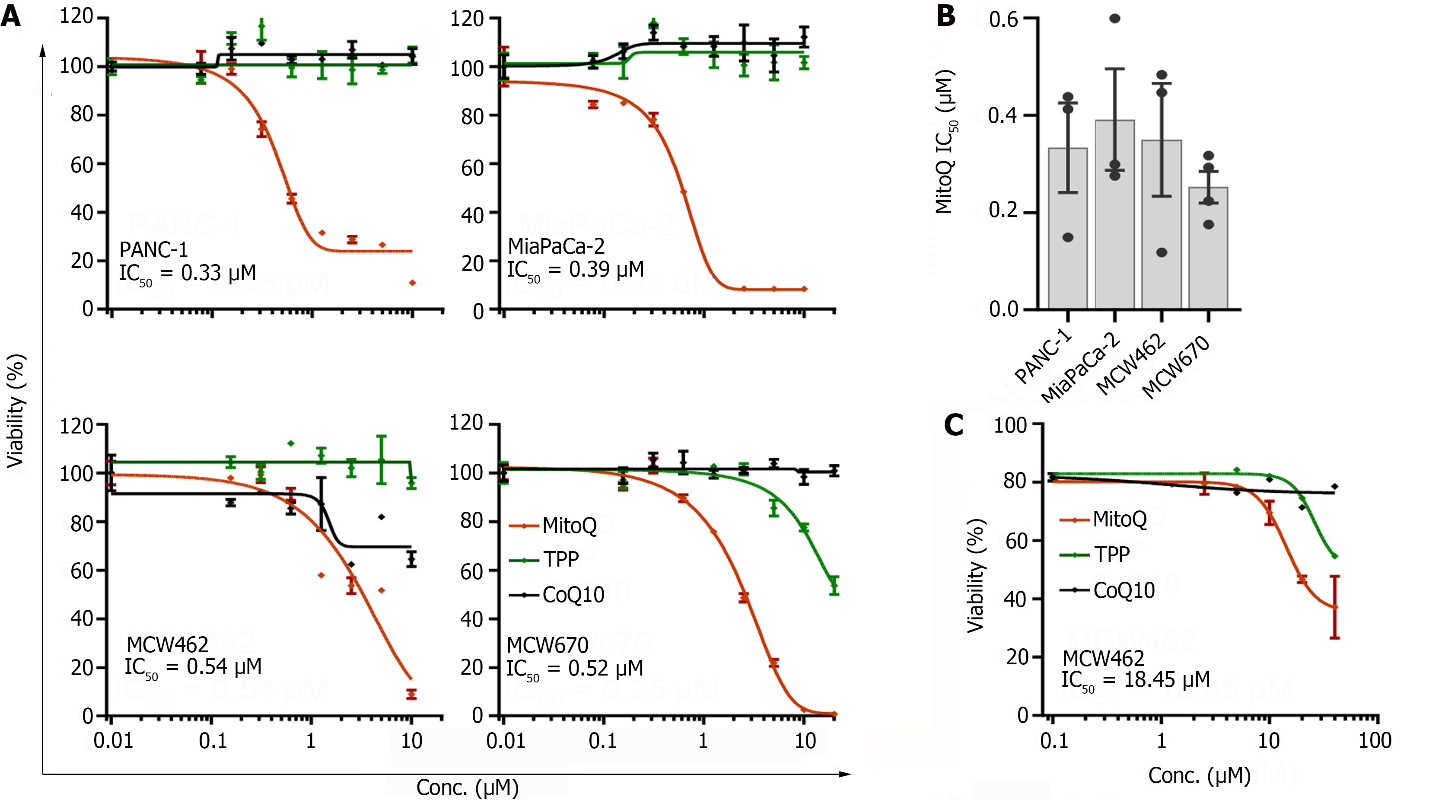 A
120
100
80
60
40
20
0
PANC-1
IC50 = 0.33 µM
120
100
80
60
40
20
0
MiaPaCa-2
IC50 = 0.39 µM
Viability (%)
120
100
80
60
40
20
0
0.01 0.1 1 10
MCW462
IC50 = 0.54 µM
120
100
80
60
40
20
0
0.01 0.1 1 10
MitoQ
TPP
CoQ10
MCW670
IC50 = 0.52 µM
Conc. (µM)
B
MitoQ IC50 (µM)
0.6
0.4
0.2
0.0
PANC-1
MiaPaCa-2
MCW462
MCW670
C
Viability (%)
100
80
60
40
20
0
MitoQ
TPP
CoQ10
MCW462
IC50 = 18.45 µM
0.1 1 10 100
Conc. (µM)